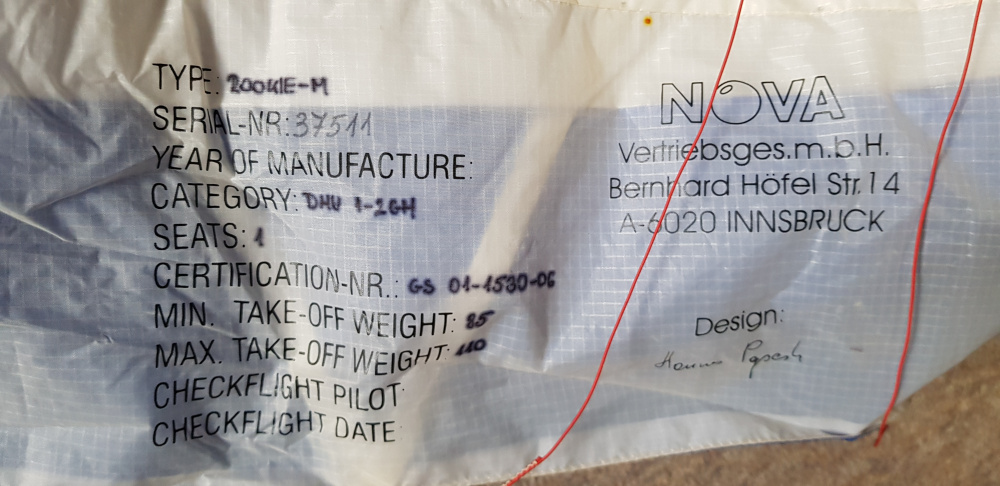 TYPE: ZOOKIE-M
SERIAL-NR: 37511
YEAR OF MANUFACTURE:
CATEGORY: DHV 1-2GH
SEATS: 1
CERTIFICATION-NR.: GS 01-1530-06
MIN. TAKE-OFF WEIGHT: 85
MAX. TAKE-OFF WEIGHT: 110
CHECKFLIGHT PILOT
CHECKFLIGHT DATE
NOVA
Vertriebsges.m.b.H.
Bernhard Höfel Str. 14
A-6020 INNSBRUCK
Design: